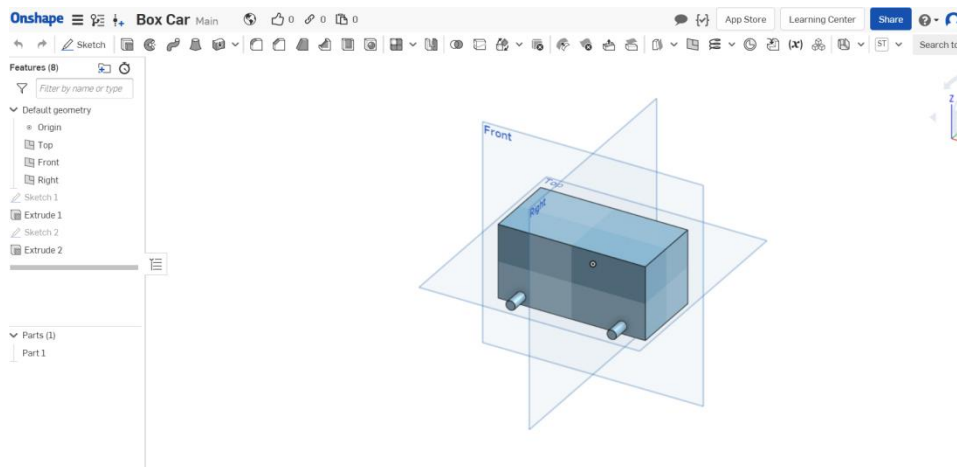 Onshape Box Car Main 0 0 0 App Store Learning Center Share
Sketch ST Search to
Features (8)
Filter by name or type
Default geometry
Origin
Top
Front
Right
Sketch 1
Extrude 1
Sketch 2
Extrude 2
Parts (1)
Part 1
Front
Top
Right
Z